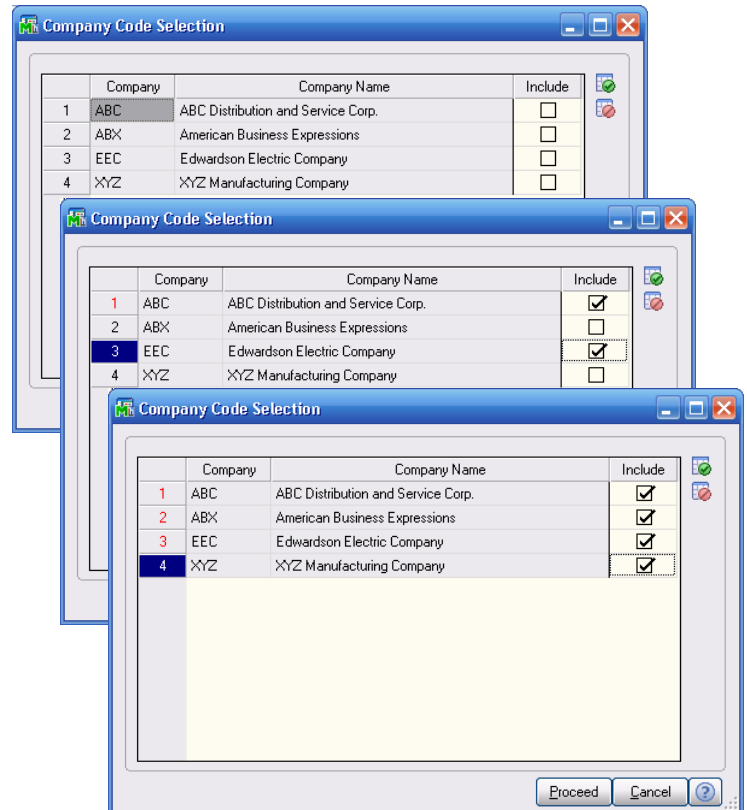 Company Code Selection
Company Company Name Include
1 ABC ABC Distribution and Service Corp.
2 ABX American Business Expressions
3 EEC Edwardson Electric Company
4 XYZ XYZ Manufacturing Company
Company Code Selection
Company Company Name Include
1 ABC ABC Distribution and Service Corp.
2 ABX American Business Expressions
3 EEC Edwardson Electric Company
4 XYZ XYZ Manufacturing Company
Company Code Selection
Company Company Name Include
1 ABC ABC Distribution and Service Corp.
2 ABX American Business Expressions
3 EEC Edwardson Electric Company
4 XYZ XYZ Manufacturing Company
Proceed Cancel ?